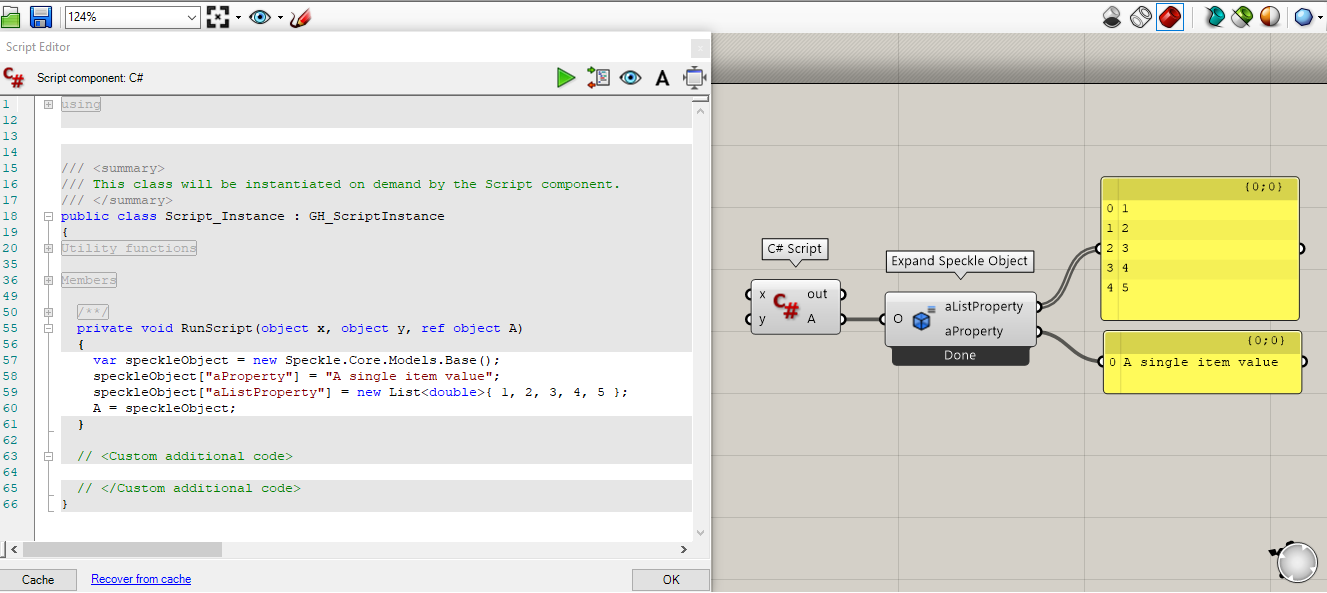 124%
Script Editor
C# Script component: C#
A
1 using
12
13
14
15 /// <summary>
16 /// This class will be instantiated on demand by the Script component.
17 /// </summary>
18 public class Script_Instance : GH_ScriptInstance
19 {
20 Utility functions
35
36 Members
49
50 /**/
55 private void RunScript(object x, object y, ref object A)
56 {
57 var speckleObject = new Speckle.Core.Models.Base();
58 speckleObject["aProperty"] = "A single item value";
59 speckleObject["aListProperty"] = new List<double>{ 1, 2, 3, 4, 5 };
60 A = speckleObject;
61 }
62
63 // <Custom additional code>
64
65 // </Custom additional code>
66 }
Cache Recover from cache OK
C# Script
x out
C#
y A
Expand Speckle Object
O aListProperty
aProperty
Done
{0;0}
0 1
1 2
2 3
3 4
4 5
{0;0}
0 A single item value